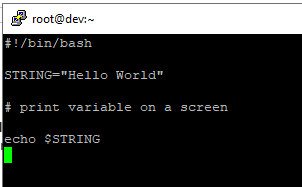 root@dev:~
#!/bin/bash
STRING="Hello World"
# print variable on a screen
echo $STRING